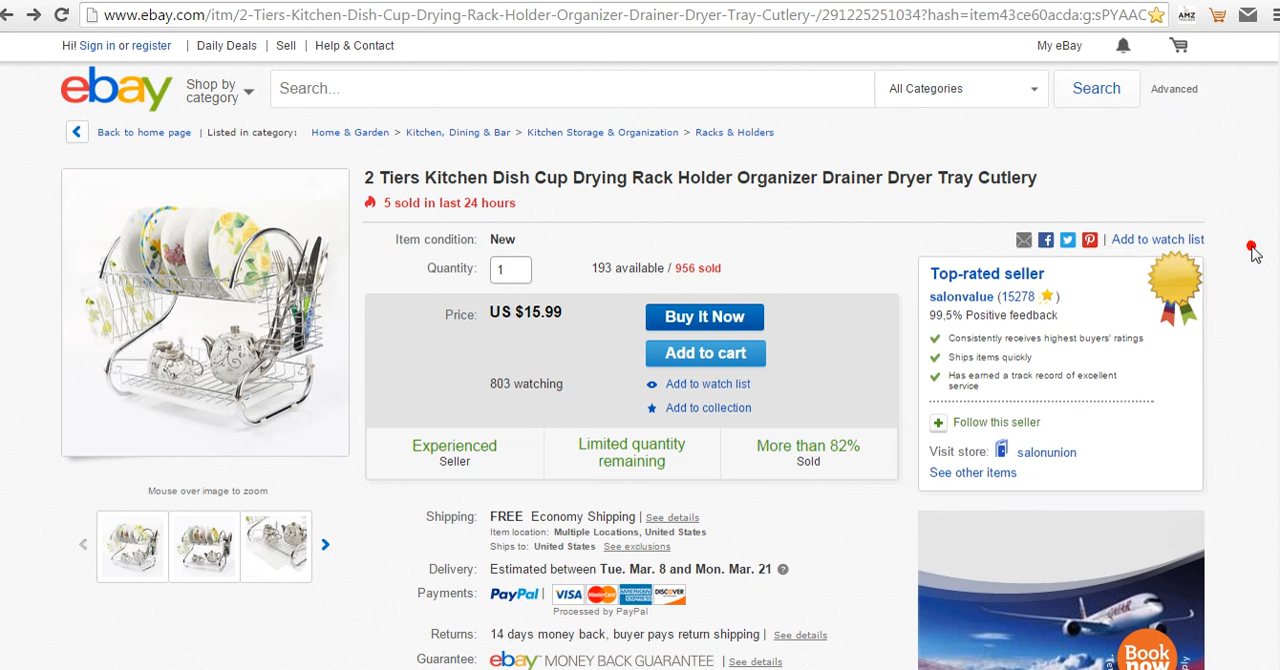 www.ebay.com/itm/2-Tiers-Kitchen-Dish-Cup-Drying-Rack-Holder-Organizer-Drainer-Dryer-Tray-Cutlery-/291225251034?hash=item43ce60acda:g:sPYAAC
AMZ
Hi! Sign in or register | Daily Deals | Sell | Help & Contact My eBay
ebay Shop by category Search... All Categories Search Advanced
Back to home page | Listed in category: Home & Garden > Kitchen, Dining & Bar > Kitchen Storage & Organization > Racks & Holders
2 Tiers Kitchen Dish Cup Drying Rack Holder Organizer Drainer Dryer Tray Cutlery
5 sold in last 24 hours
Item condition: New
Quantity: 1 193 available / 956 sold
Price: US $15.99
Buy It Now
Add to cart
803 watching
Add to watch list
Add to collection
Experienced
Seller
Limited quantity
remaining
More than 82%
Sold
| Add to watch list
Top-rated seller
salonvalue (15278 )
99,5% Positive feedback
Consistently receives highest buyers' ratings
Ships items quickly
Has earned a track record of excellent
service
Follow this seller
Visit store: salonunion
See other items
Mouse over image to zoom
Shipping: FREE Economy Shipping | See details
Item location: Multiple Locations, United States
Ships to: United States See exclusions
Delivery: Estimated between Tue. Mar. 8 and Mon. Mar. 21
Payments: PayPal | VISA MasterCard AMERICAN EXPRESS DISCOVER
Processed by PayPal
Returns: 14 days money back, buyer pays return shipping | See details
Guarantee: ebay MONEY BACK GUARANTEE | See details
QATAR
Book
now